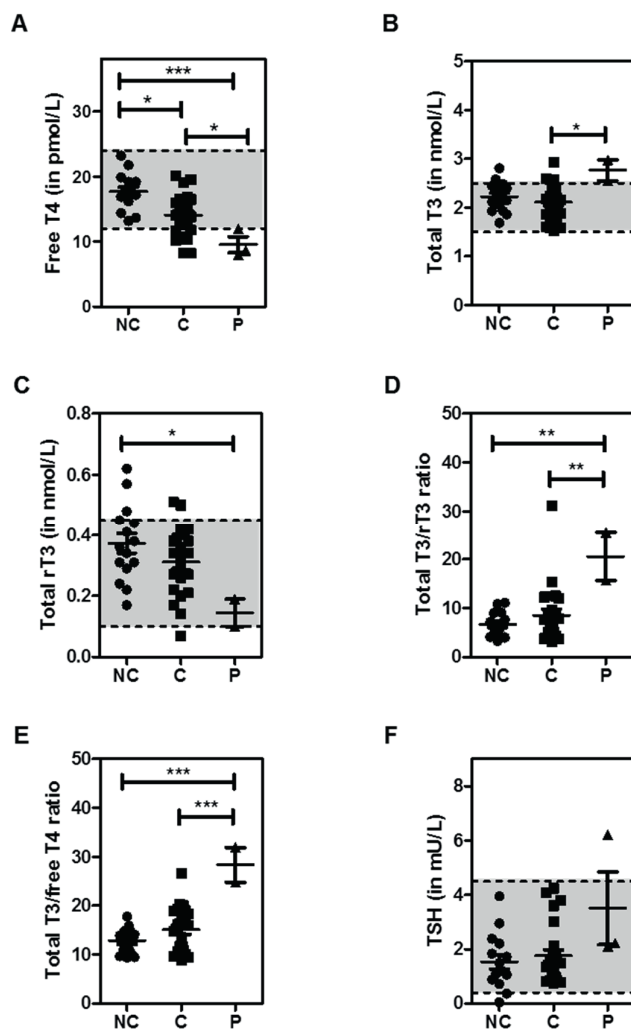 A
Free T4 (in pmol/L)
30
20
10
0
***
*
*
NC C P
B
Total T3 (in nmol/L)
5
4
3
2
1
0
*
NC C P
C
Total rT3 (in nmol/L)
0.8
0.6
0.4
0.2
0.0
*
NC C P
D
Total T3/rT3 ratio
50
40
30
20
10
0
**
**
NC C P
E
Total T3/free T4 ratio
50
40
30
20
10
0
***
***
NC C P
F
TSH (in mU/L)
8
6
4
2
0
NC C P